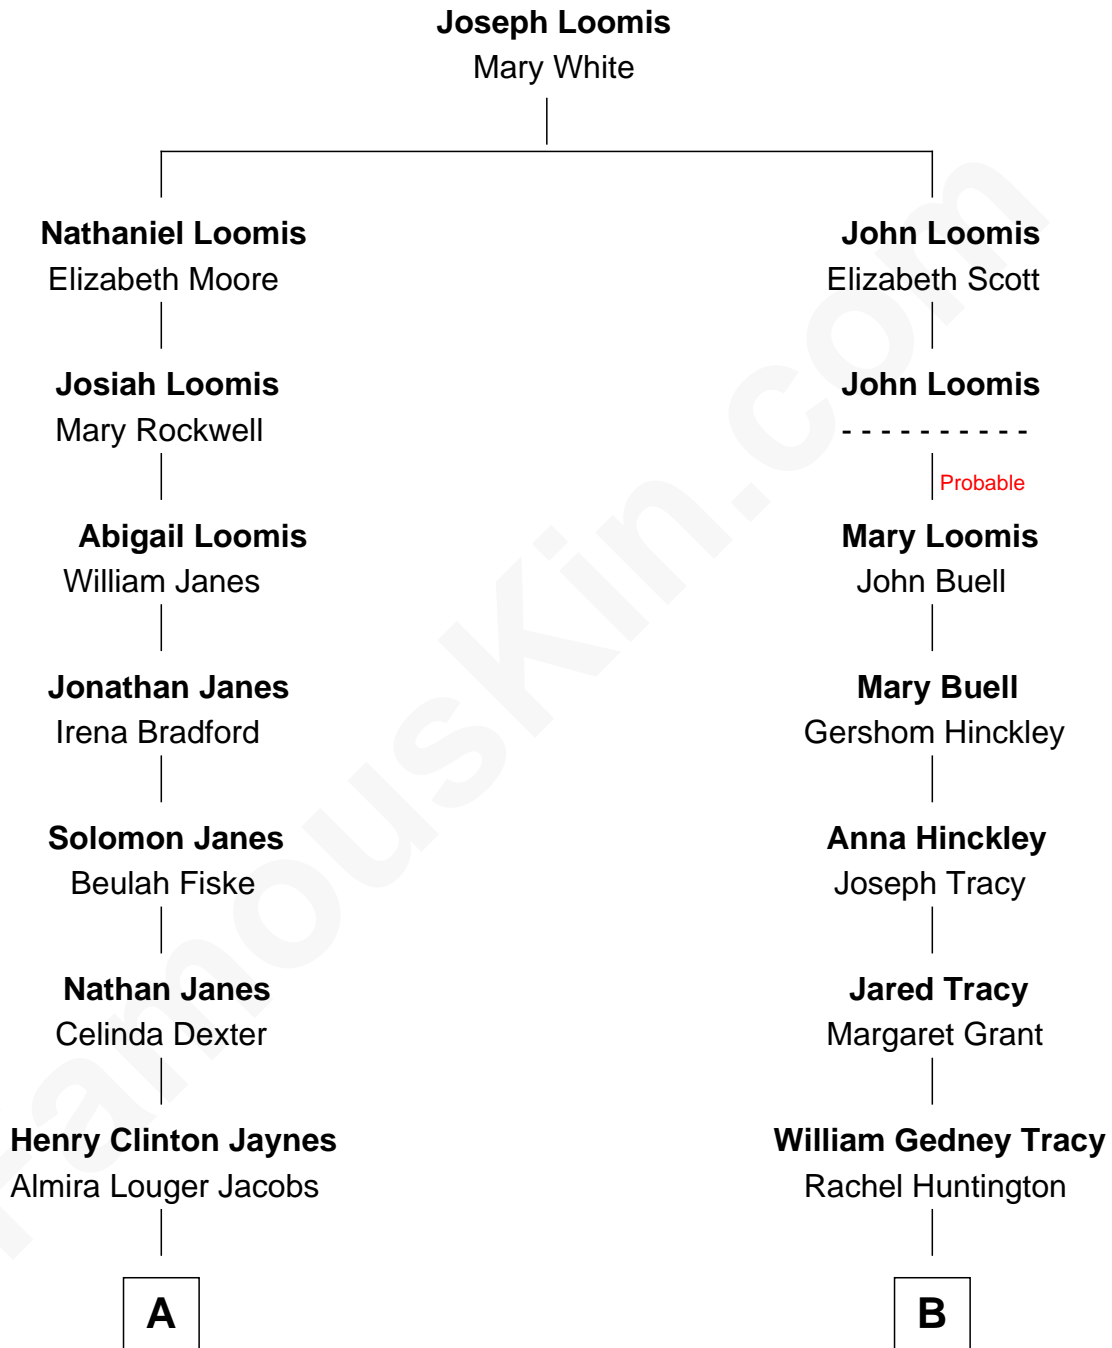 Joseph Loomis
Mary White
Nathaniel Loomis
Elizabeth Moore
John Loomis
Elizabeth Scott
Josiah Loomis
Mary Rockwell
John Loomis
- - - - - - - - - -
Probable
Abigail Loomis
William Janes
Mary Loomis
John Buell
Jonathan Janes
Irena Bradford
Mary Buell
Gershom Hinckley
Solomon Janes
Beulah Fiske
Anna Hinckley
Joseph Tracy
Nathan Janes
Celinda Dexter
Jared Tracy
Margaret Grant
Henry Clinton Jaynes
Almira Louger Jacobs
William Gedney Tracy
Rachel Huntington
A
B
FamousKin.com